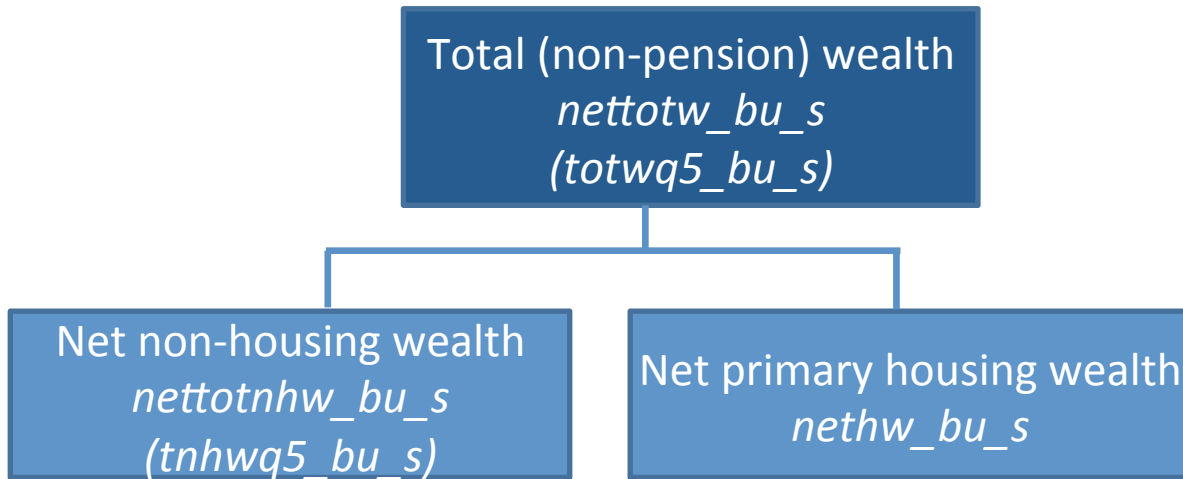 Total (non-pension) wealth
nettotw_bu_s
(totwq5_bu_s)
Net non-housing wealth
nettotnhw_bu_s
(tnhwq5_bu_s)
Net primary housing wealth
nethw_bu_s